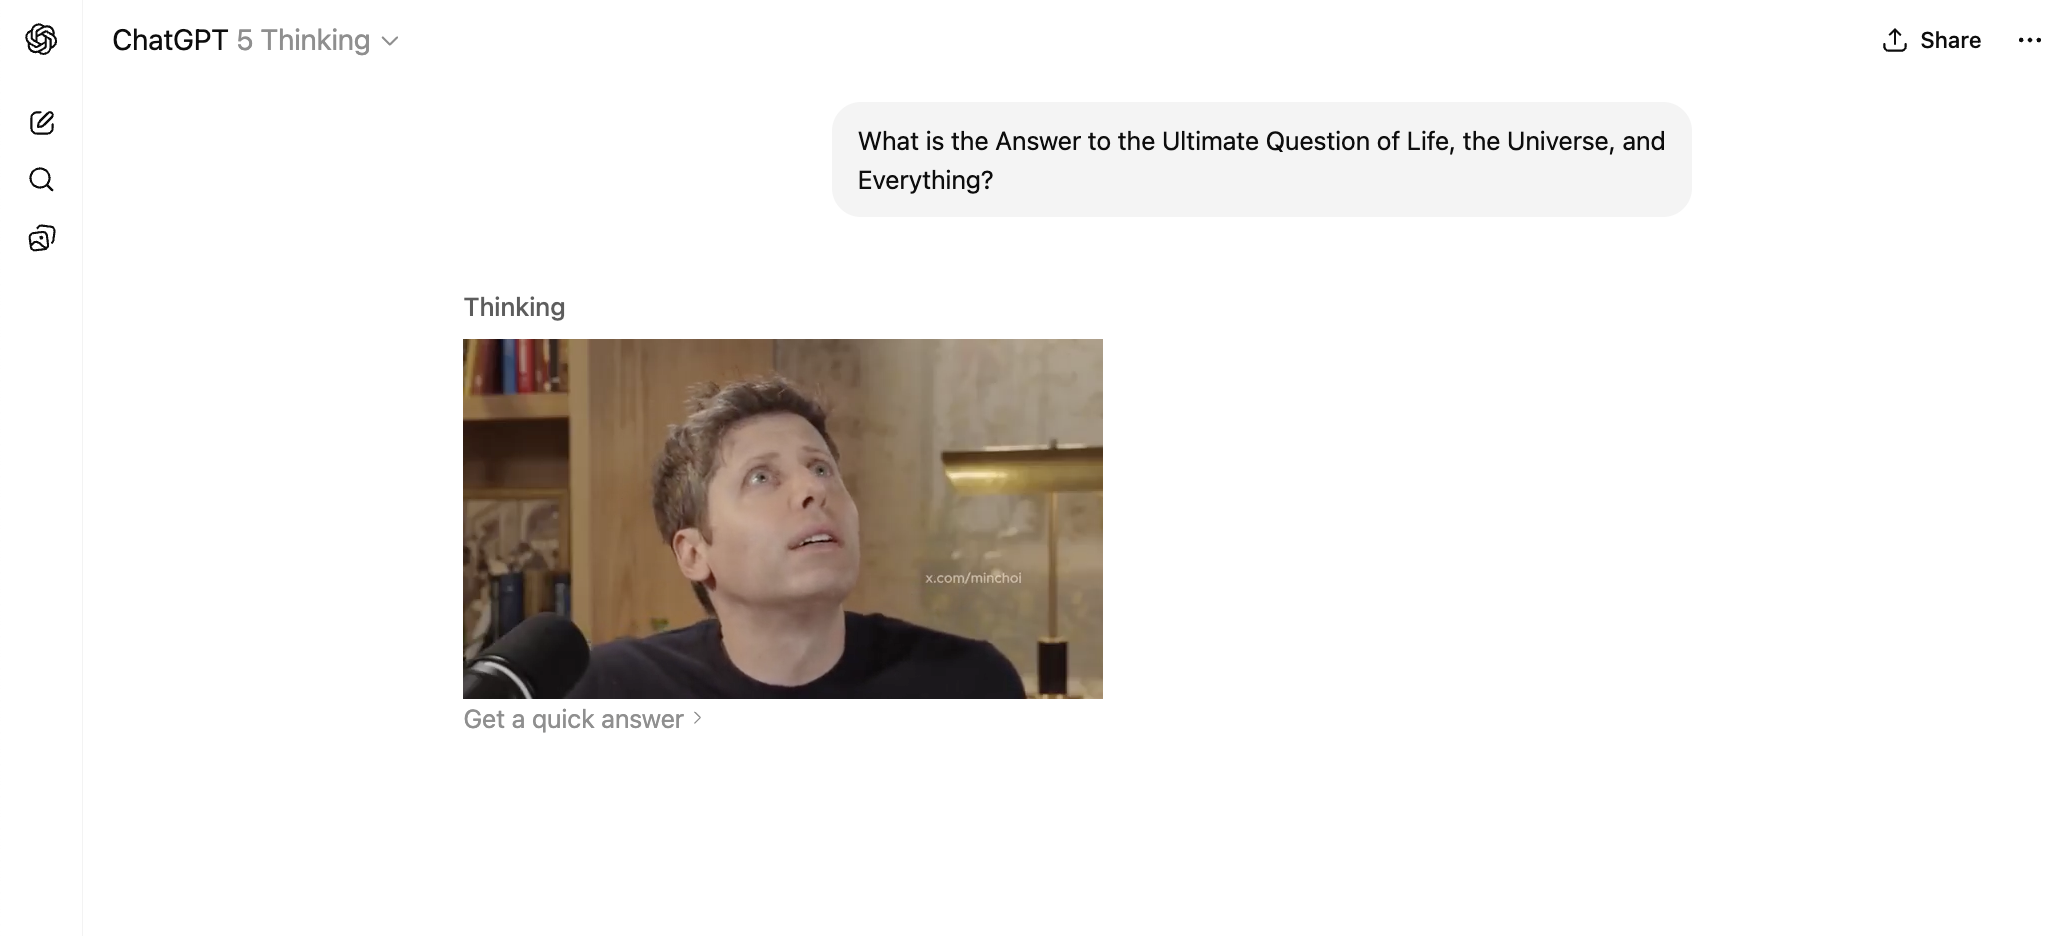 ChatGPT 5 Thinking
Share
What is the Answer to the Ultimate Question of Life, the Universe, and
Everything?
Thinking
x.com/minchoi
Get a quick answer